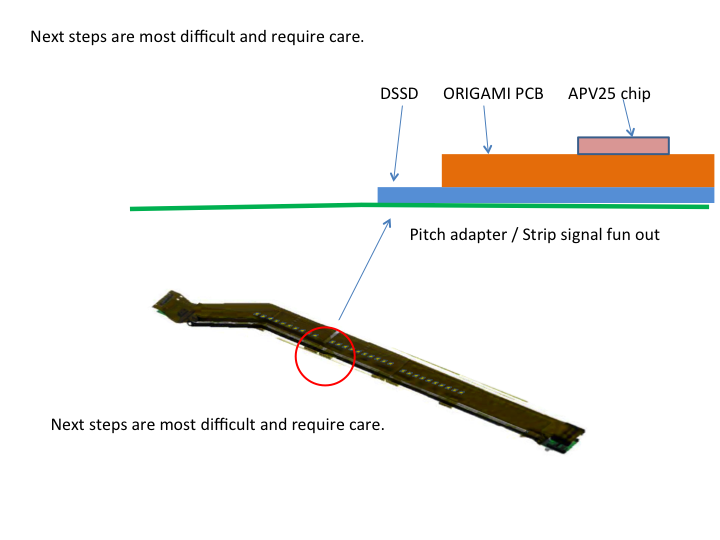 Next steps are most difficult and require care.
DSSD ORIGAMI PCB APV25 chip
Pitch adapter / Strip signal fun out
Next steps are most difficult and require care.